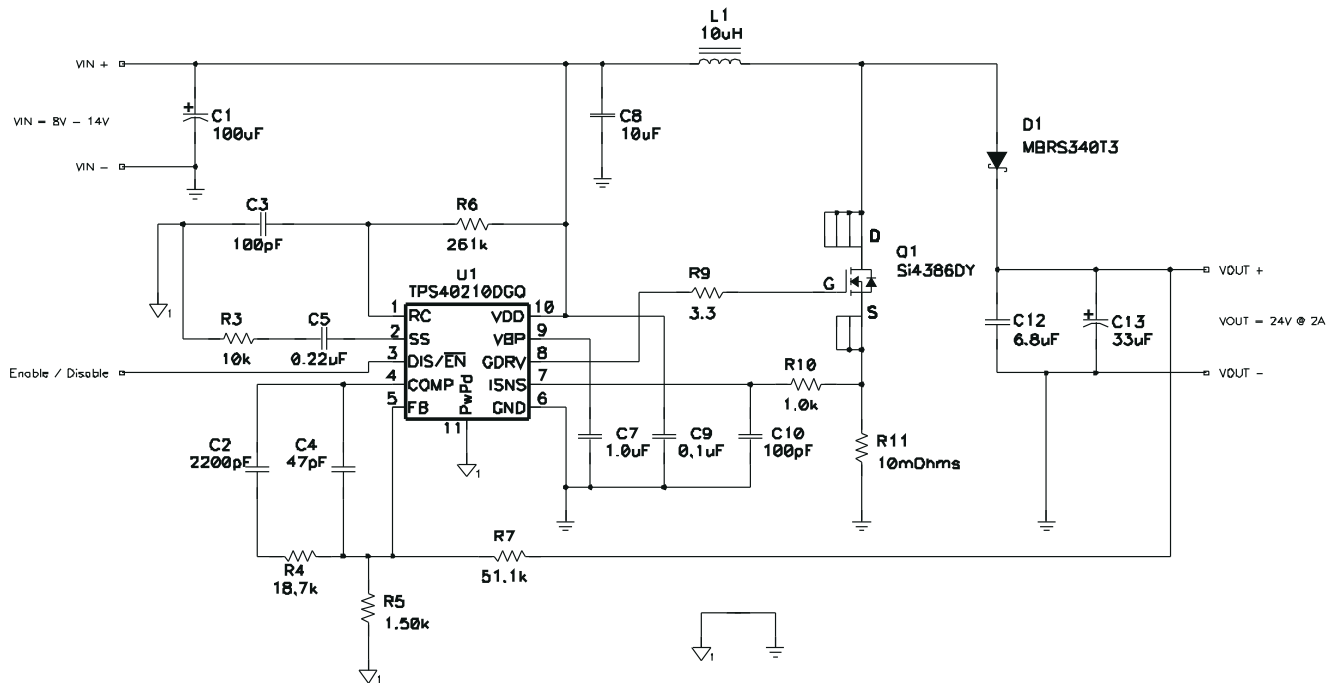 L1
10uH
VIN +
VIN = 8V - 14V
VIN -
C1
100uF
C8
10uF
D1
MBRS340T3
C3
100pF
R6
261k
1
U1
TPS40210DGQ
D
G
S
Q1
Si4386DY
R9
3.3
VOUT +
VOUT = 24V @ 2A
VOUT -
C12
6.8uF
C13
33uF
R3
10k
C5
0.22uF
1 RC VDD 10
2 SS VBP 9
3 DIS/EN GDRV 8
4 COMP ISNS 7
5 FB GND 6
PwPd
11
1
Enable / Disable
R10
1.0k
C2
2200pF
C4
47pF
C7
1.0uF
C9
0.1uF
C10
100pF
R11
10mOhms
R4
18.7k
R7
51.1k
R5
1.50k
1
1